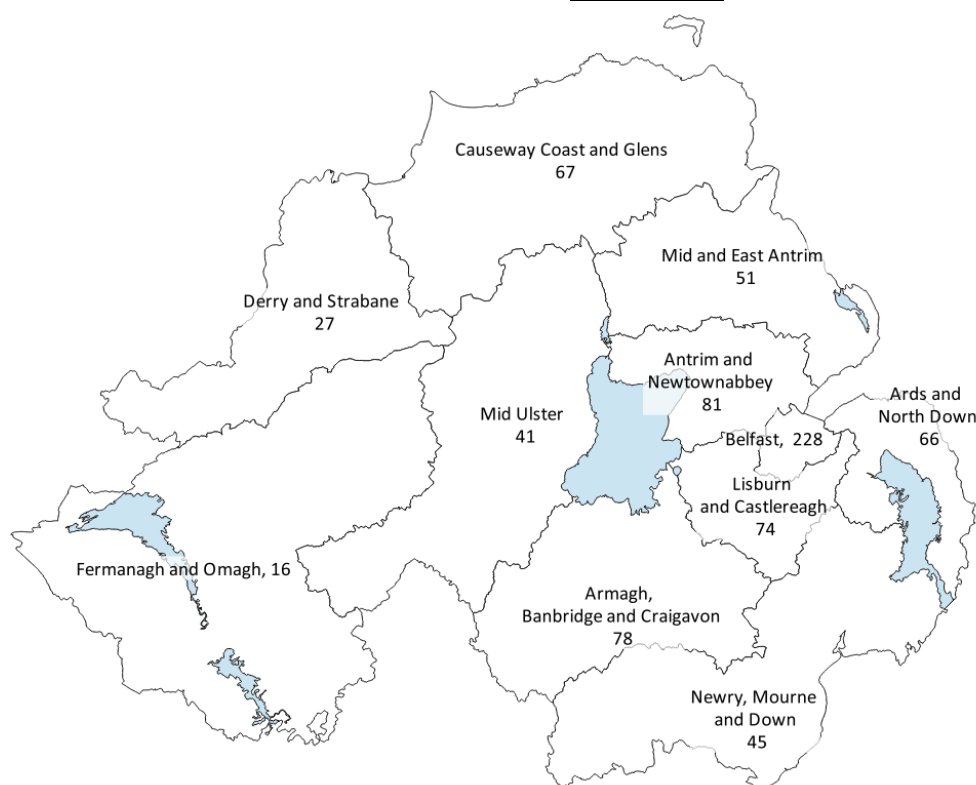 Causeway Coast and Glens
67
Mid and East Antrim
51
Derry and Strabane
27
Antrim and
Newtownabbey
81
Ards and
North Down
66
Mid Ulster
41
Belfast, 228
Lisburn
and Castlereagh
74
Fermanagh and Omagh, 16
Armagh,
Banbridge and Craigavon
78
Newry, Mourne
and Down
45